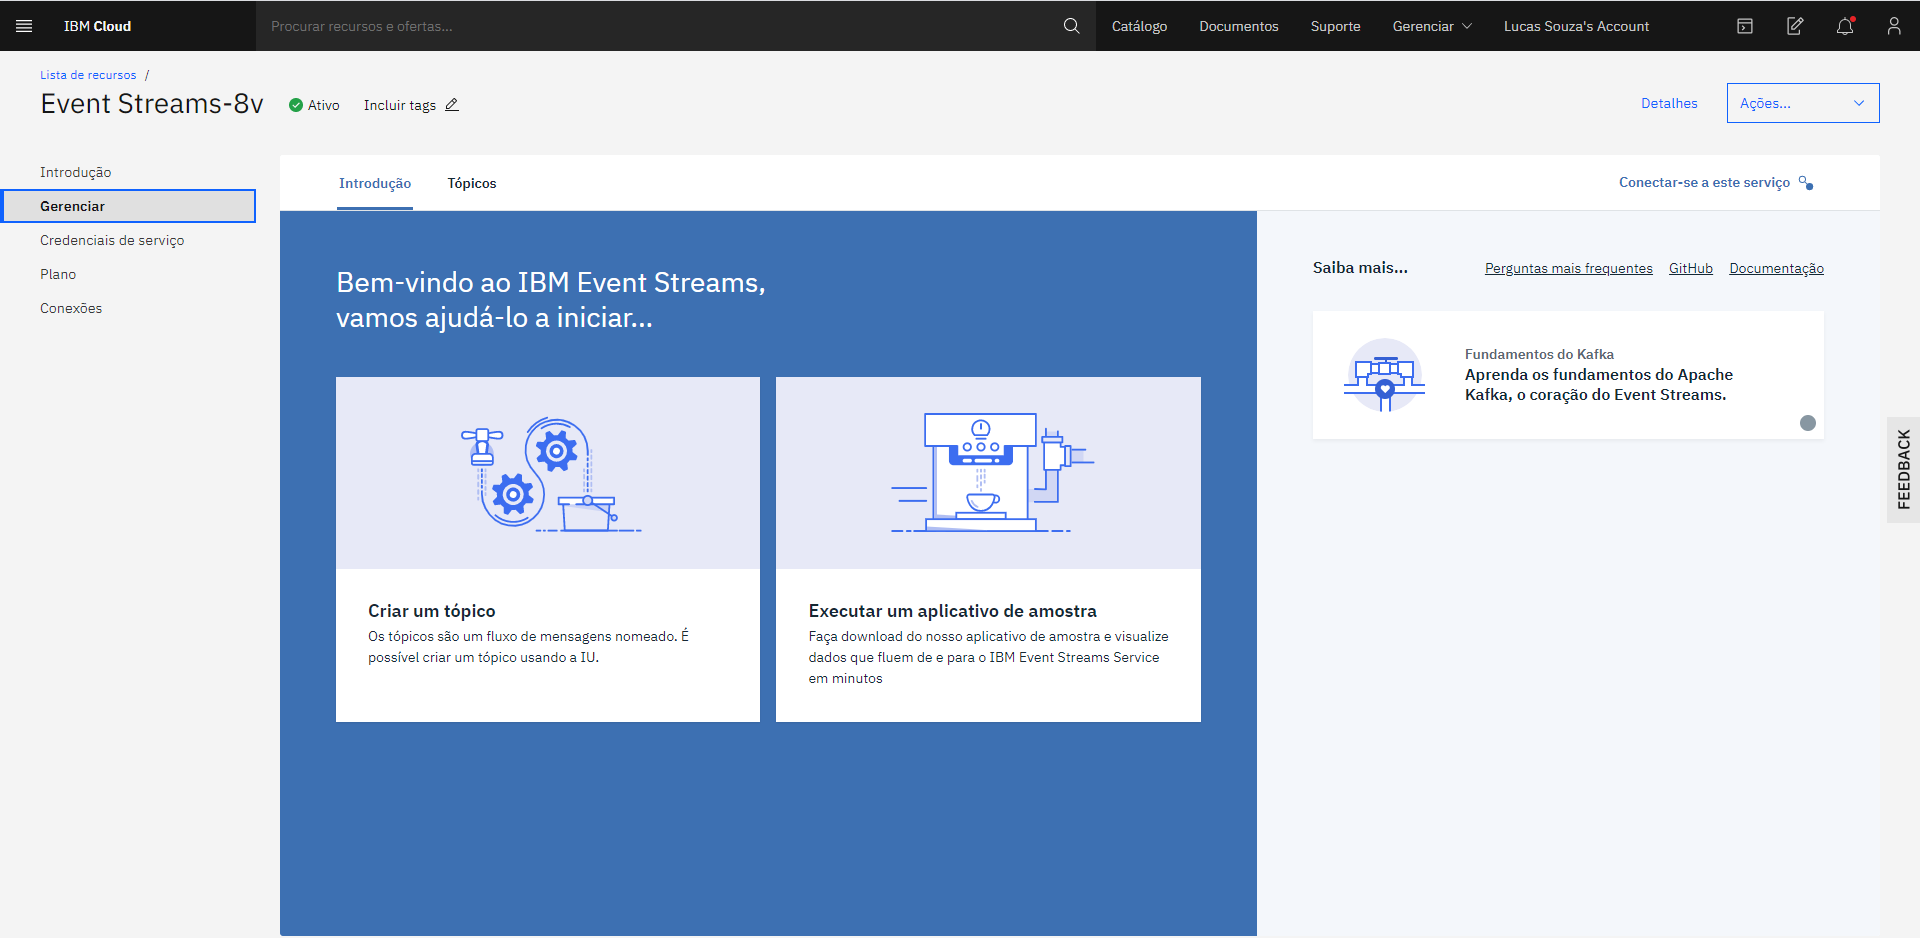 IBM Cloud
Procurar recursos e ofertas...
Catálogo
Documentos
Suporte
Gerenciar
Lucas Souza's Account
Lista de recursos /
Event Streams-8v
Ativo
Incluir tags
Detalhes
Ações...
Introdução
Gerenciar
Credenciais de serviço
Plano
Conexões
Introdução
Tópicos
Conectar-se a este serviço
Bem-vindo ao IBM Event Streams,
vamos ajudá-lo a iniciar...
Criar um tópico
Os tópicos são um fluxo de mensagens nomeado. É
possível criar um tópico usando a IU.
Executar um aplicativo de amostra
Faça download do nosso aplicativo de amostra e visualize
dados que fluem de e para o IBM Event Streams Service
em minutos
Saiba mais...
Perguntas mais frequentes
GitHub
Documentação
Fundamentos do Kafka
Aprenda os fundamentos do Apache
Kafka, o coração do Event Streams.
FEEDBACK